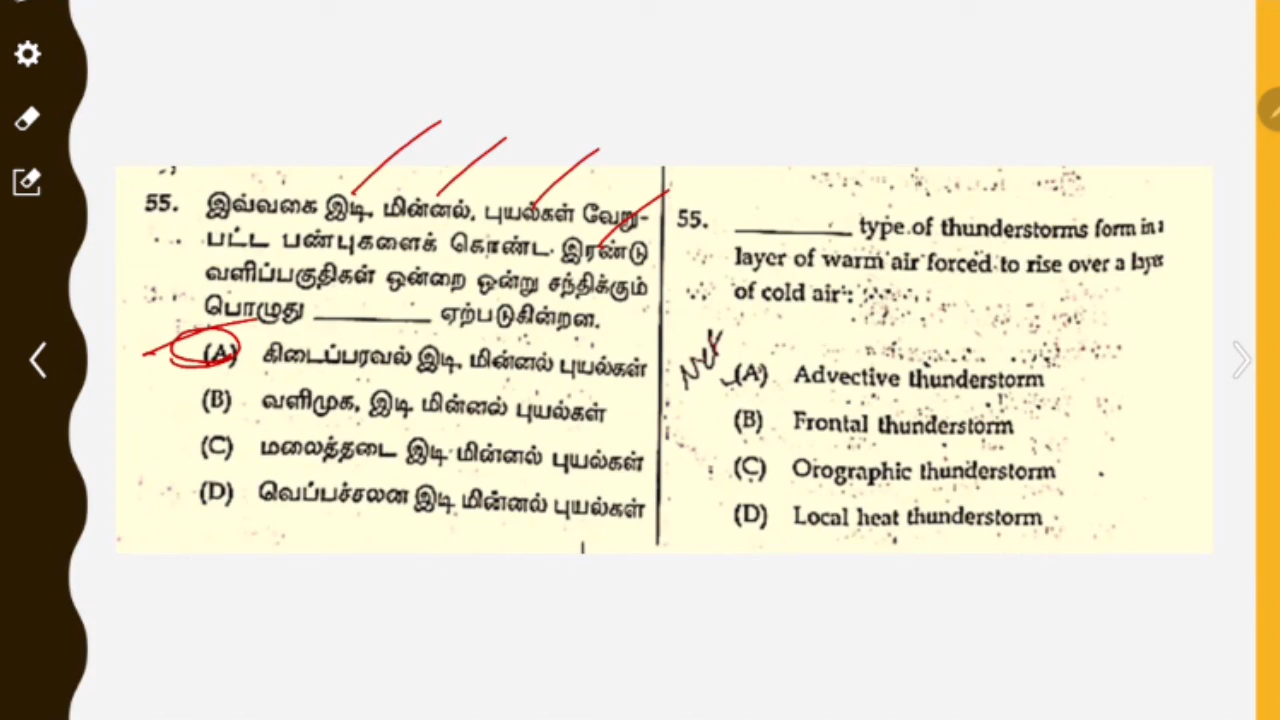 55. இவ்வகை இடி, மின்னல், புயல்கள் வேறு-
பட்ட பண்புகளைக் கொண்ட இரண்டு
வளிப்பகுதிகள் ஒன்றை ஒன்று சந்திக்கும்
பொழுது __________ ஏற்படுகின்றன.
(A) கிடைப்பரவல் இடி, மின்னல் புயல்கள்
(B) வளிமுக, இடி மின்னல் புயல்கள்
(C) மலைத்தடை இடி மின்னல் புயல்கள்
(D) வெப்பச்சலன இடி மின்னல் புயல்கள்
55. __________ type of thunderstorms form in a
layer of warm air forced to rise over a layer
of cold air :
(A) Advective thunderstorm
(B) Frontal thunderstorm
(C) Orographic thunderstorm
(D) Local heat thunderstorm